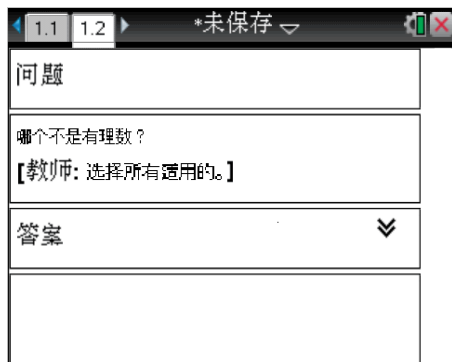 1.1 1.2 *未保存
问题
哪个不是有理数？
[教师: 选择所有适用的。]
答案